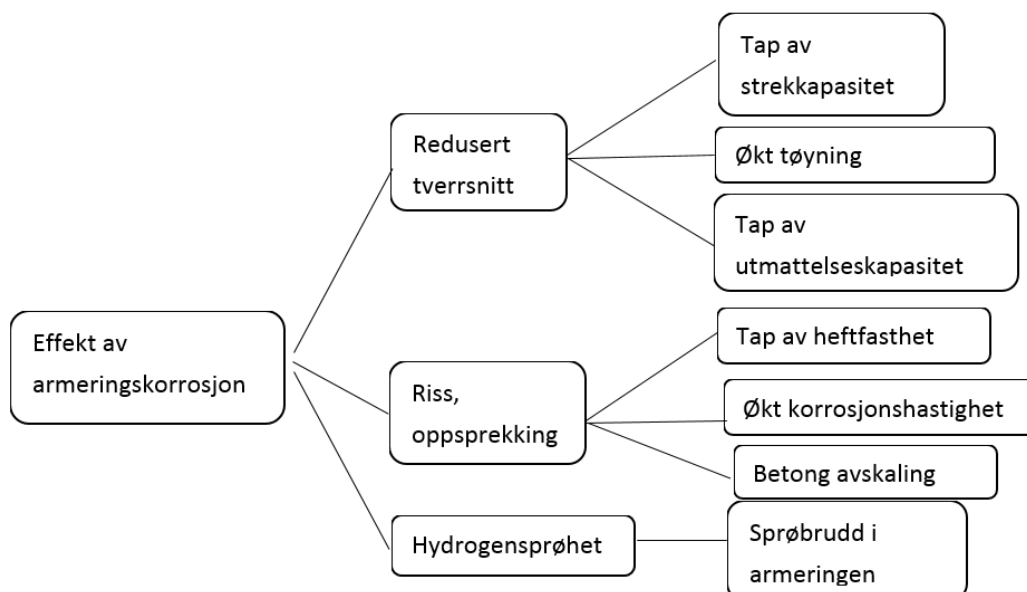 Effekt av
armeringskorrosjon
Redusert
tverrsnitt
Tap av
strekkapasitet
Økt tøyning
Tap av
utmattelseskapasitet
Riss,
oppsprekking
Tap av heftfasthet
Økt korrosjonshastighet
Betong avskaling
Hydrogensprøhet
Sprøbrudd i
armeringen